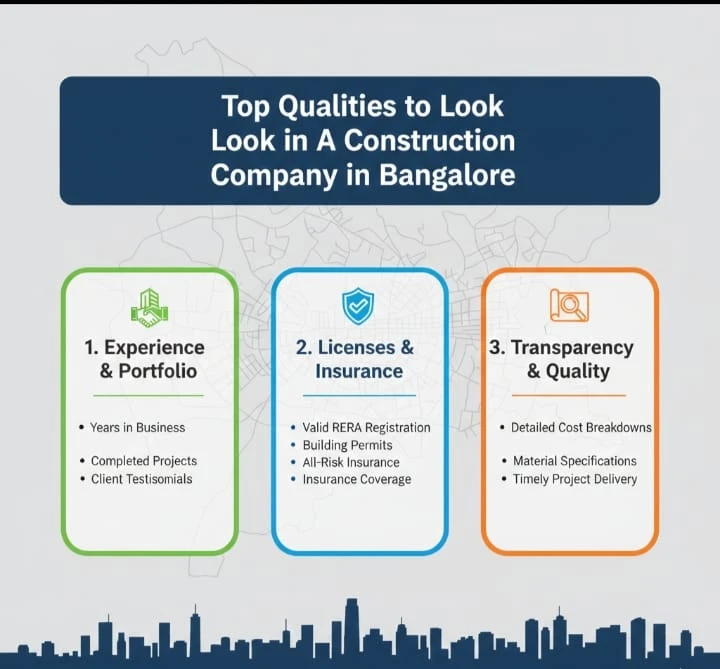 Top Qualities to Look
Look in A Construction
Company in Bangalore
1. Experience
& Portfolio
• Years in Business
• Completed Projects
• Client Testisomials
2. Licenses &
Insurance
• Valid RERA Registration
• Building Permits
• All-Risk Insurance
• Insurance Coverage
3. Transparency
& Quality
• Detailed Cost Breakdowns
• Material Specifications
• Timely Project Delivery